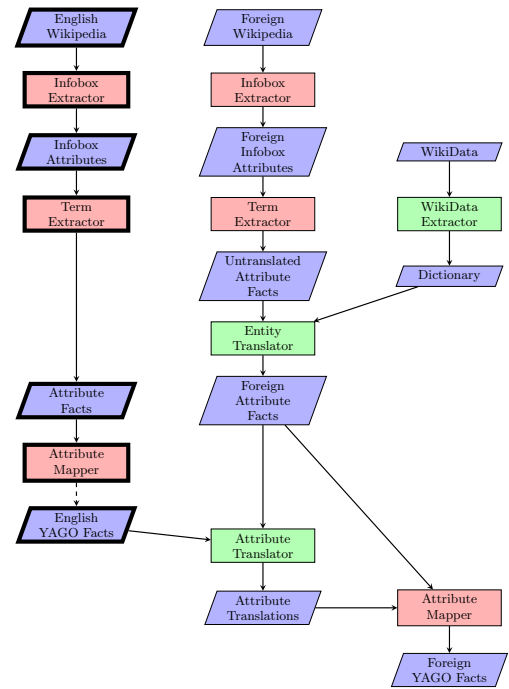 English
Wikipedia
Infobox
Extractor
Infobox
Attributes
Term
Extractor
Attribute
Facts
Attribute
Mapper
English
YAGO Facts
Foreign
Wikipedia
Infobox
Extractor
Foreign
Infobox
Attributes
Term
Extractor
Untranslated
Attribute
Facts
Entity
Translator
Foreign
Attribute
Facts
Attribute
Translator
Attribute
Translations
WikiData
WikiData
Extractor
Dictionary
Attribute
Mapper
Foreign
YAGO Facts